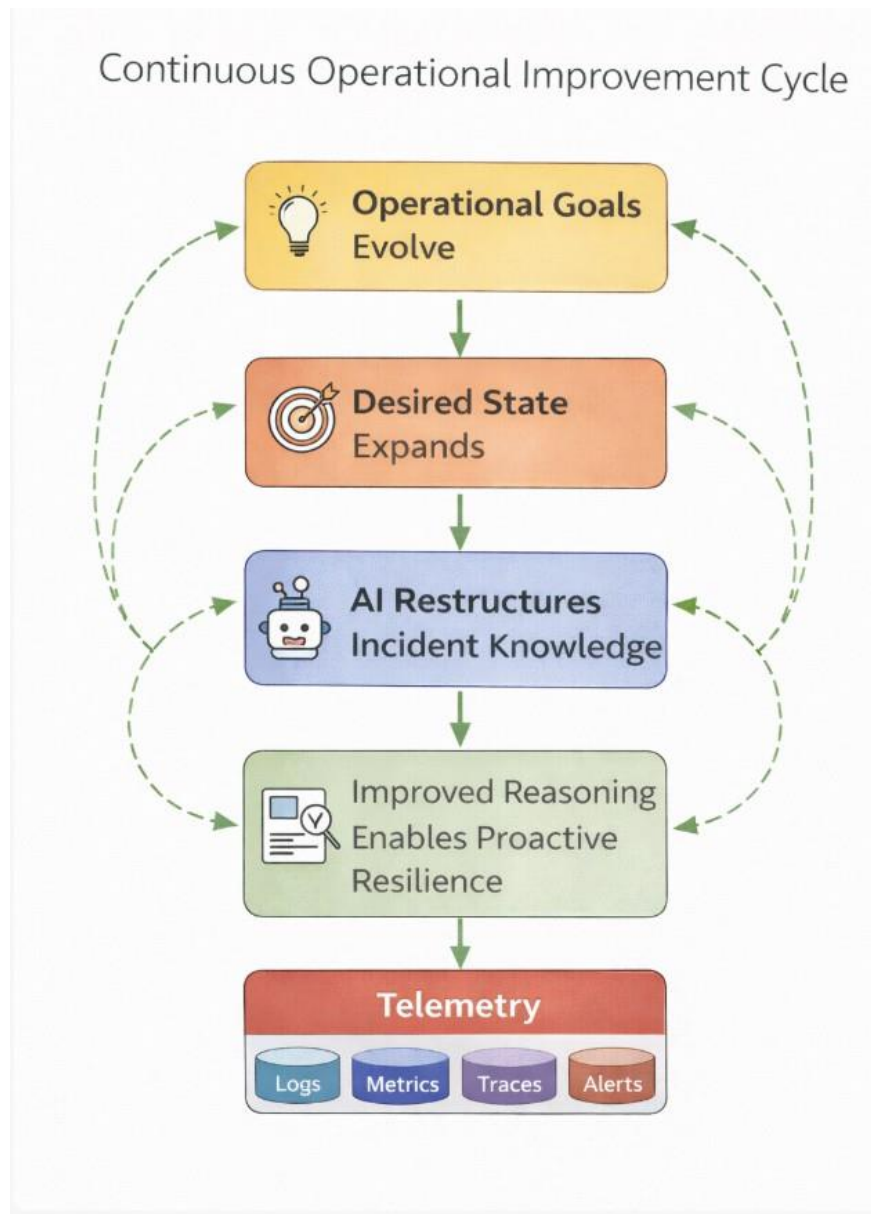 Continuous Operational Improvement Cycle
Operational Goals
Evolve
Desired State
Expands
AI Restructures
Incident Knowledge
Improved Reasoning
Enables Proactive
Resilience
Telemetry
Logs
Metrics
Traces
Alerts